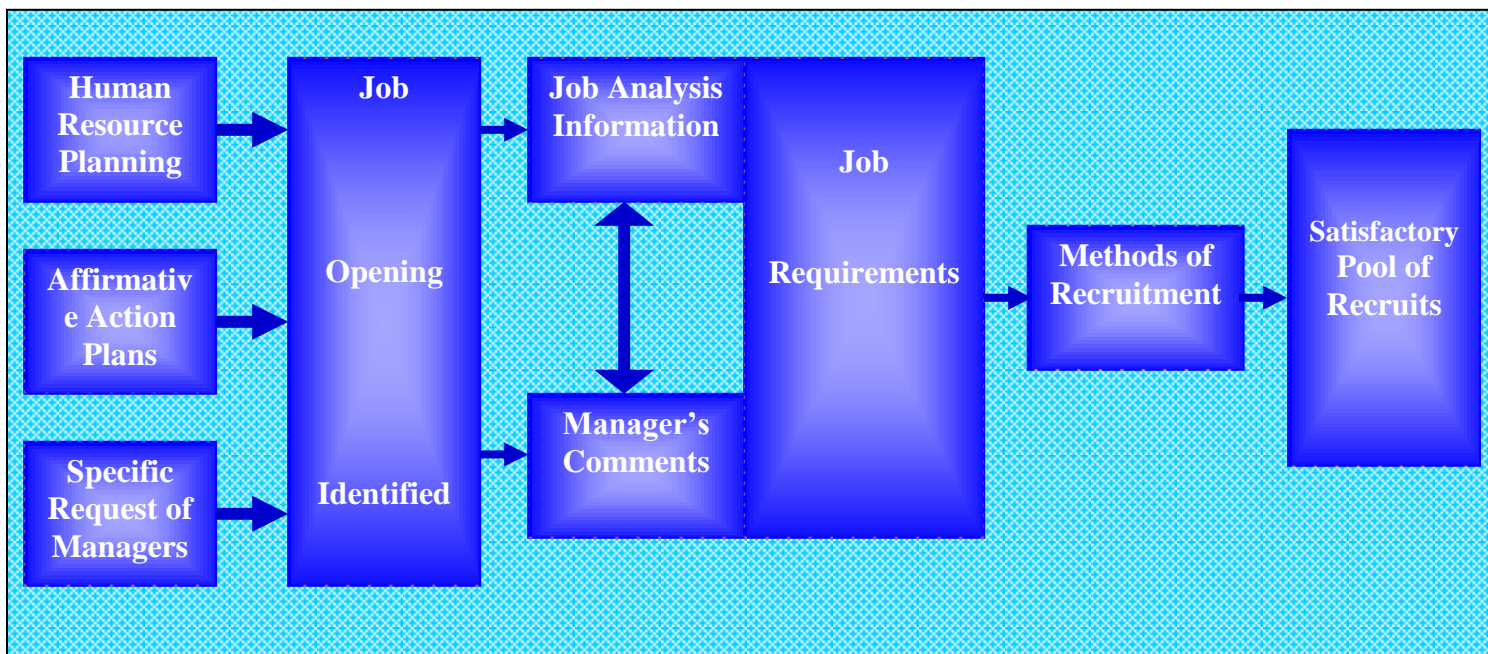 Human
Resource
Planning
Affirmativ
e Action
Plans
Specific
Request of
Managers
Job
Opening
Identified
Job Analysis
Information
Manager’s
Comments
Job
Requirements
Methods of
Recruitment
Satisfactory
Pool of
Recruits